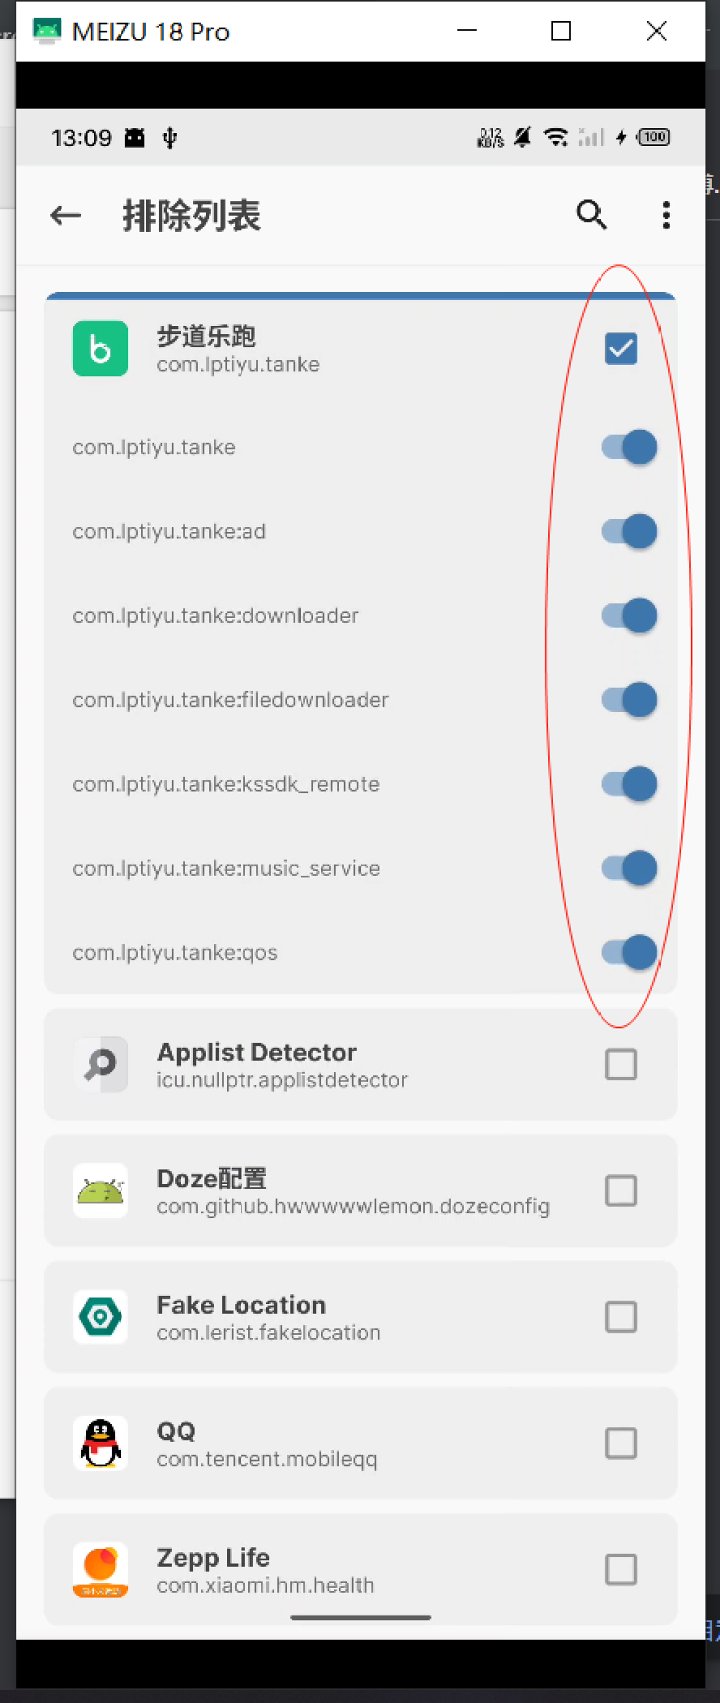 MEIZU 18 Pro
13:09
0.12
KB/S
100
排除列表
步道乐跑
com.lptiyu.tanke
com.lptiyu.tanke
com.lptiyu.tanke:ad
com.lptiyu.tanke:downloader
com.lptiyu.tanke:filedownloader
com.lptiyu.tanke:kssdk_remote
com.lptiyu.tanke:music_service
com.lptiyu.tanke:qos
Applist Detector
icu.nullptr.applistdetector
Doze配置
com.github.hwwwwwlemon.dozeconfig
Fake Location
com.lerist.fakelocation
QQ
com.tencent.mobileqq
Zepp Life
com.xiaomi.hm.health